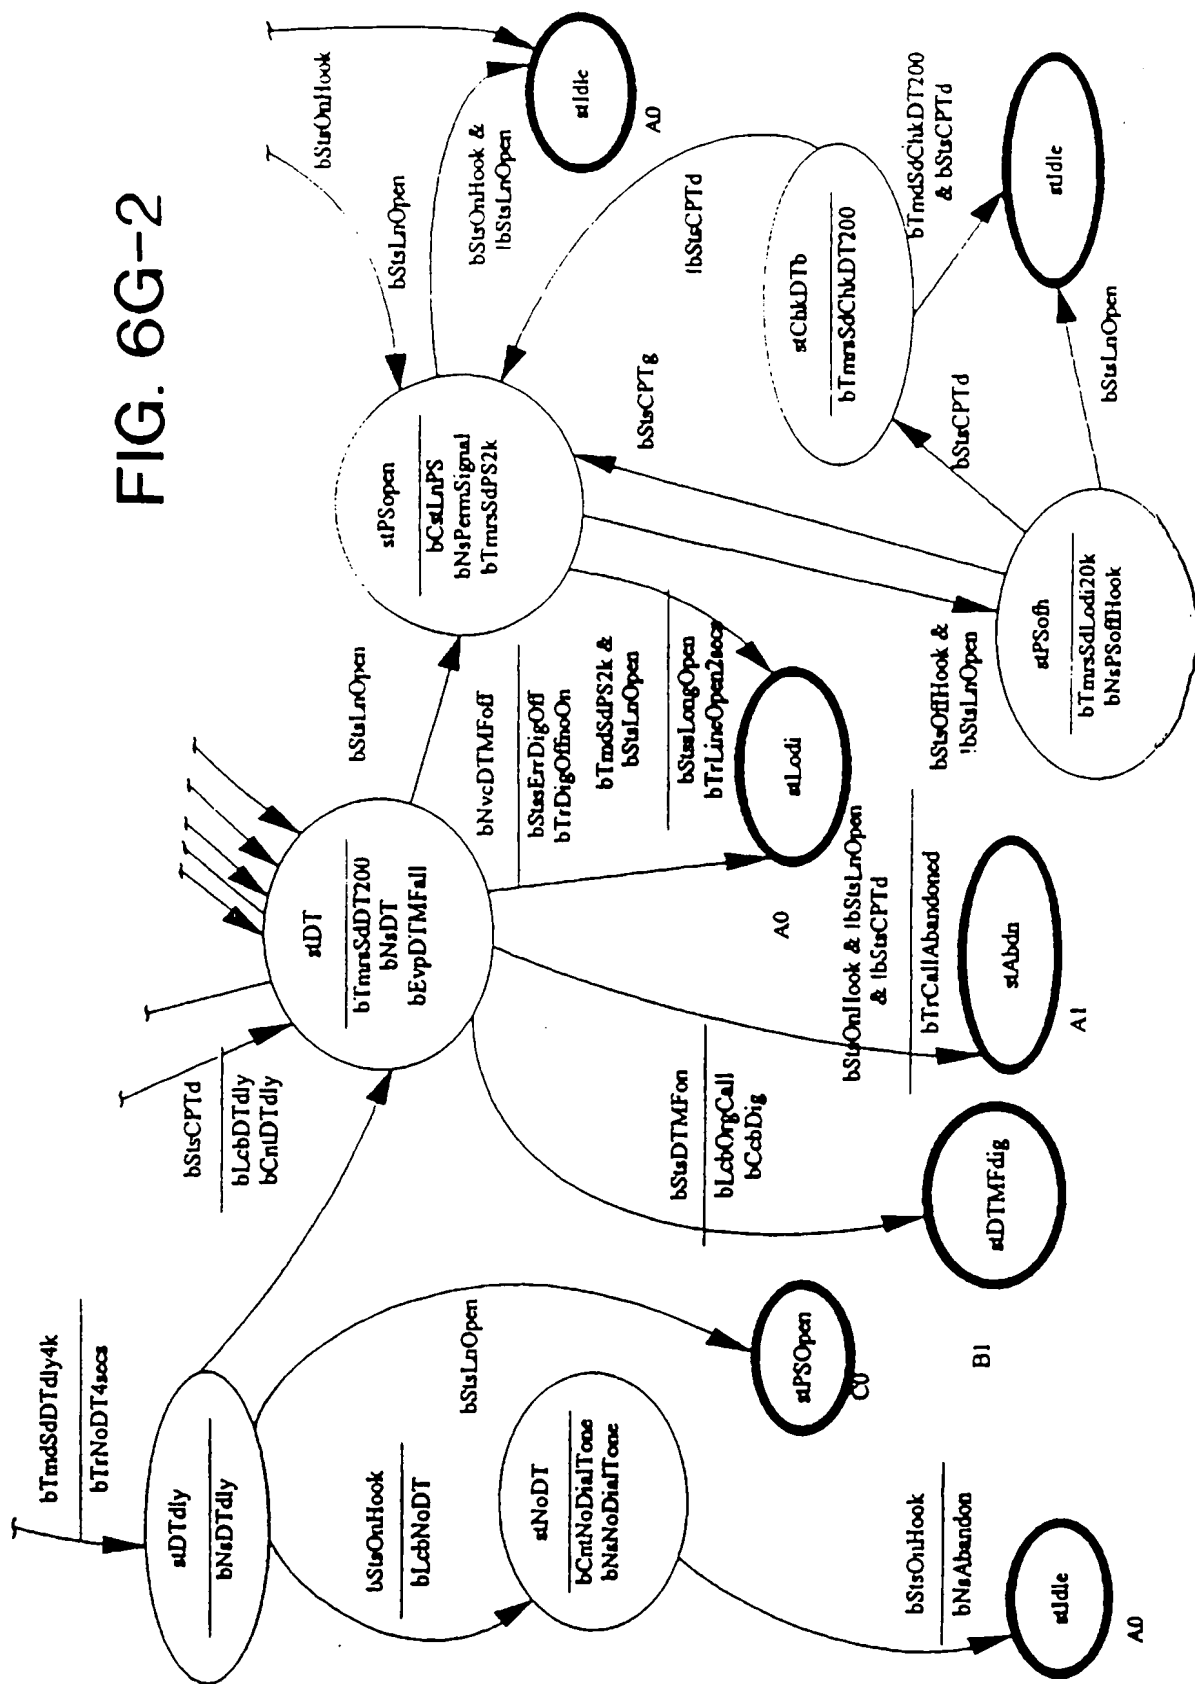 FIG. 6G-2
bTmdSdDTdly4k
bTrNoDT4secs
stDTdly
bNsDTdly
bStsOnHook
bLcbNoDT
stNoDT
bCntNoDialTone
bNsNoDialTone
bStsOnHook
bNsAbandon
stIdle
A0
bStsLnOpen
stPSOpen
C0
bStsCPTd
bLcbDTdly
bCntDTdly
stDT
bTmrsSdDT200
bNsDT
bEvpDTMFall
bStsDTMFon
bLcbOrgCall
bCcbDig
stDTMFdig
B1
bStsOnHook & !bStsLnOpen
& !bStsCPTd
bTrCallAbandoned
stAbdn
A1
bNvcDTMFoff
bStssErrDigOff
bTrDigOffnoOn
bTmdSdPS2k &
bStsLnOpen
bStssLongOpen
bTrLineOpen2secs
stLodi
A0
bStsLnOpen
stPSopen
bCstLnPS
bNsPermSignal
bTmrsSdPS2k
bStsLnOpen
bStsOnHook
bStsOnHook &
!bStsLnOpen
stIdle
A0
bStsOffHook &
!bStsLnOpen
bStsCPTg
stPSofh
bTmrsSdLodi20k
bNsPSoffHook
bStsCPTd
!bStsCPTd
stChkDTb
bTmrsSdChkDT200
bTmdSdChkDT200
& bStsCPTd
bStsLnOpen
stIdle